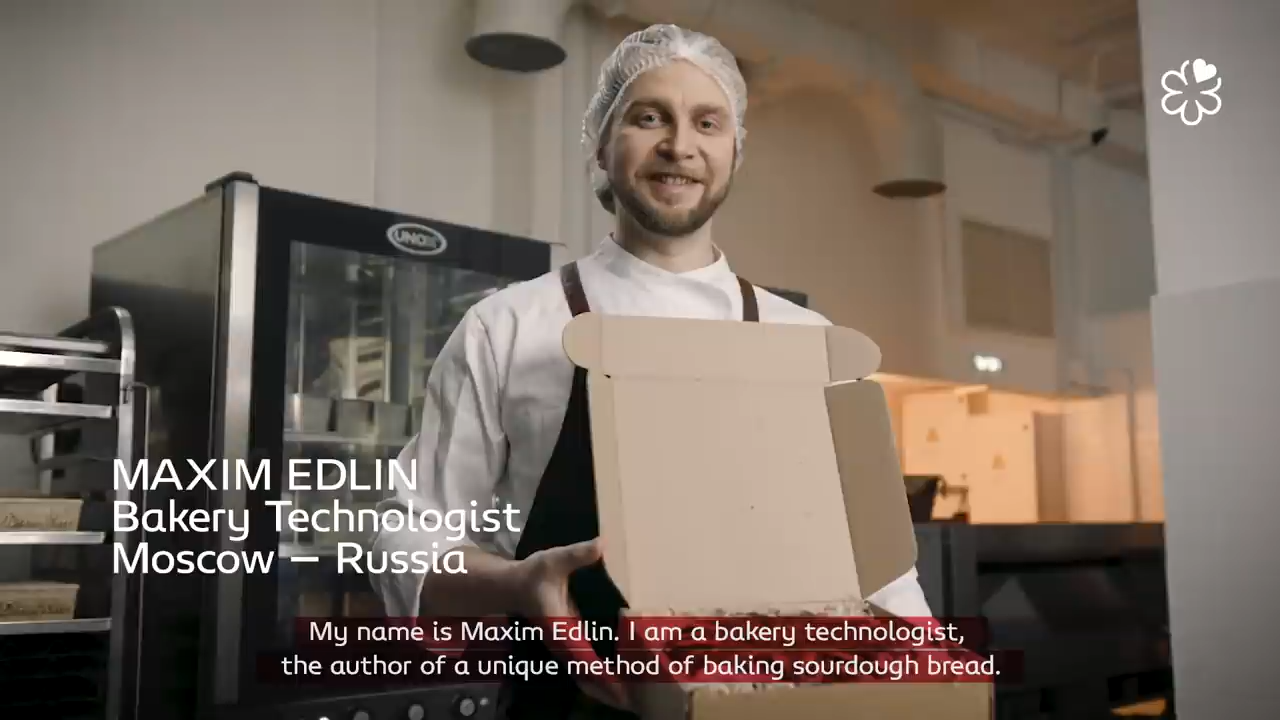 UNOX
MAXIM EDLIN
Bakery Technologist
Moscow — Russia
My name is Maxim Edlin. I am a bakery technologist,
the author of a unique method of baking sourdough bread.